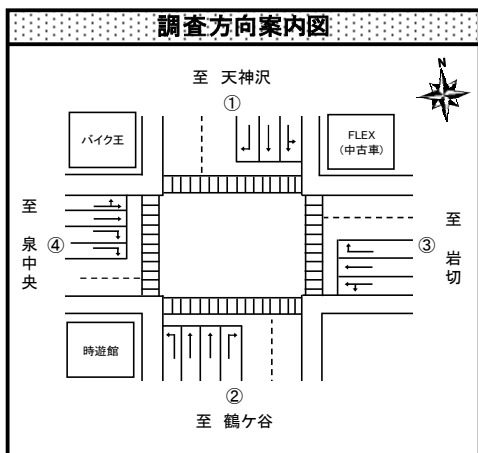 調査方向案内図
至 天神沢
①
N
バイク王
FLEX
(中古車)
至 泉中央
④
③
至 岩切
時遊館
②
至 鶴ケ谷